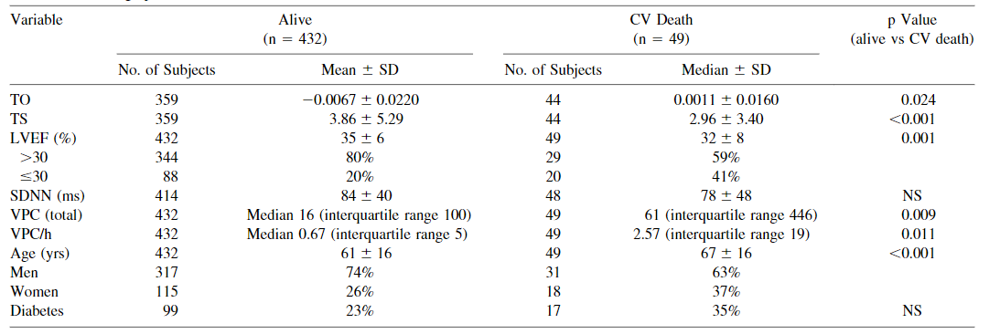 Variable Alive CV Death p Value
(n = 432) (n = 49) (alive vs CV death)
No. of Subjects Mean ± SD No. of Subjects Median ± SD
TO 359 −0.0067 ± 0.0220 44 0.0011 ± 0.0160 0.024
TS 359 3.86 ± 5.29 44 2.96 ± 3.40 <0.001
LVEF (%) 432 35 ± 6 49 32 ± 8 0.001
>30 344 80% 29 59%
≤30 88 20% 20 41%
SDNN (ms) 414 84 ± 40 48 78 ± 48 NS
VPC (total) 432 Median 16 (interquartile range 100) 49 61 (interquartile range 446) 0.009
VPC/h 432 Median 0.67 (interquartile range 5) 49 2.57 (interquartile range 19) 0.011
Age (yrs) 432 61 ± 16 49 67 ± 16 <0.001
Men 317 74% 31 63%
Women 115 26% 18 37%
Diabetes 99 23% 17 35% NS